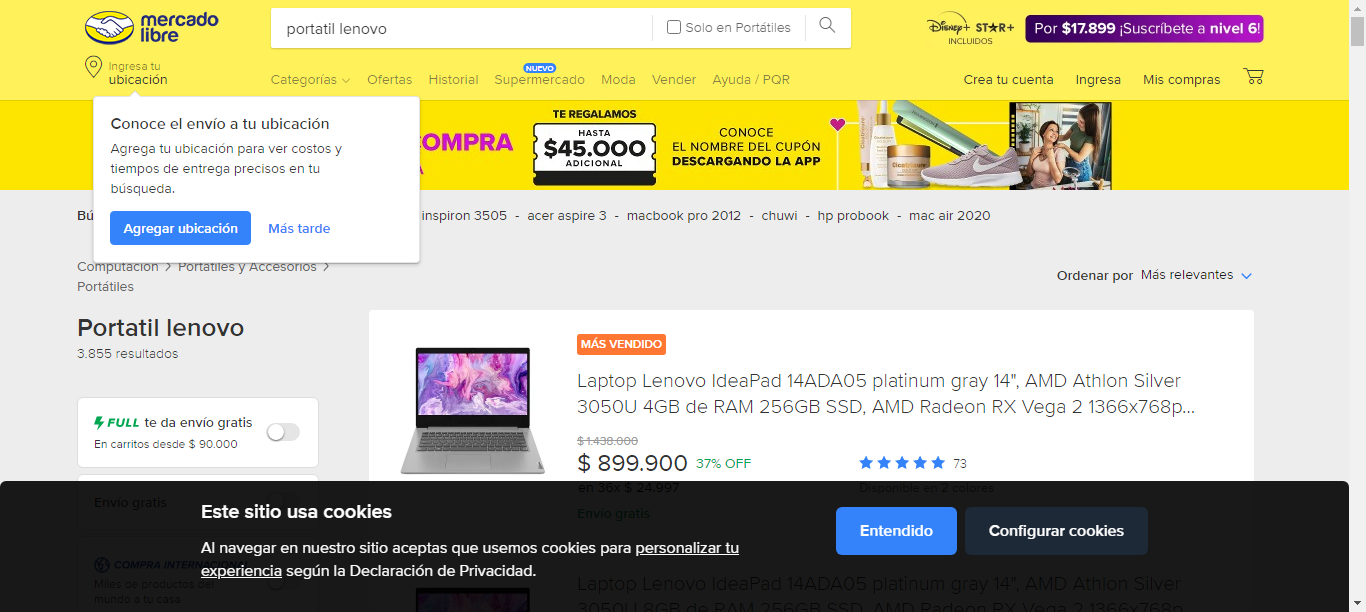 mercado
libre
portatil lenovo
Solo en Portátiles
Disney+ STAR+
INCLUIDOS
Por $17.899 ¡Suscríbete a nivel 6!
Ingresa tu
ubicación
Categorías
Ofertas
Historial
NUEVO
Supermercado
Moda
Vender
Ayuda / PQR
Crea tu cuenta
Ingresa
Mis compras
Conoce el envío a tu ubicación
Agrega tu ubicación para ver costos y
tiempos de entrega precisos en tu
búsqueda.
Agregar ubicación
Más tarde
COMPRA
TE REGALAMOS
HASTA
$45.000
ADICIONAL
CONOCE
EL NOMBRE DEL CUPÓN
DESCARGANDO LA APP
Cicatricure
Bú
inspiron 3505 - acer aspire 3 - macbook pro 2012 - chuwi - hp probook - mac air 2020
Computación > Portátiles y Accesorios >
Portátiles
Ordenar por Más relevantes
Portatil lenovo
3.855 resultados
FULL te da envío gratis
En carritos desde $ 90.000
Envío gratis
COMPRA INTERNACIONAL
Miles de productos del
mundo a tu casa
MÁS VENDIDO
Laptop Lenovo IdeaPad 14ADA05 platinum gray 14", AMD Athlon Silver
3050U 4GB de RAM 256GB SSD, AMD Radeon RX Vega 2 1366x768p...
$ 1.438.000
$ 899.900 37% OFF
73
en 36x $ 24.997
Disponible en 2 colores
Envío gratis
Este sitio usa cookies
Al navegar en nuestro sitio aceptas que usemos cookies para personalizar tu
experiencia según la Declaración de Privacidad.
Entendido
Configurar cookies
Laptop Lenovo IdeaPad 14ADA05 platinum gray 14", AMD Athlon Silver
3050U 8GB de RAM 256GB SSD, AMD Radeon RX Vega 2 1366x768p...